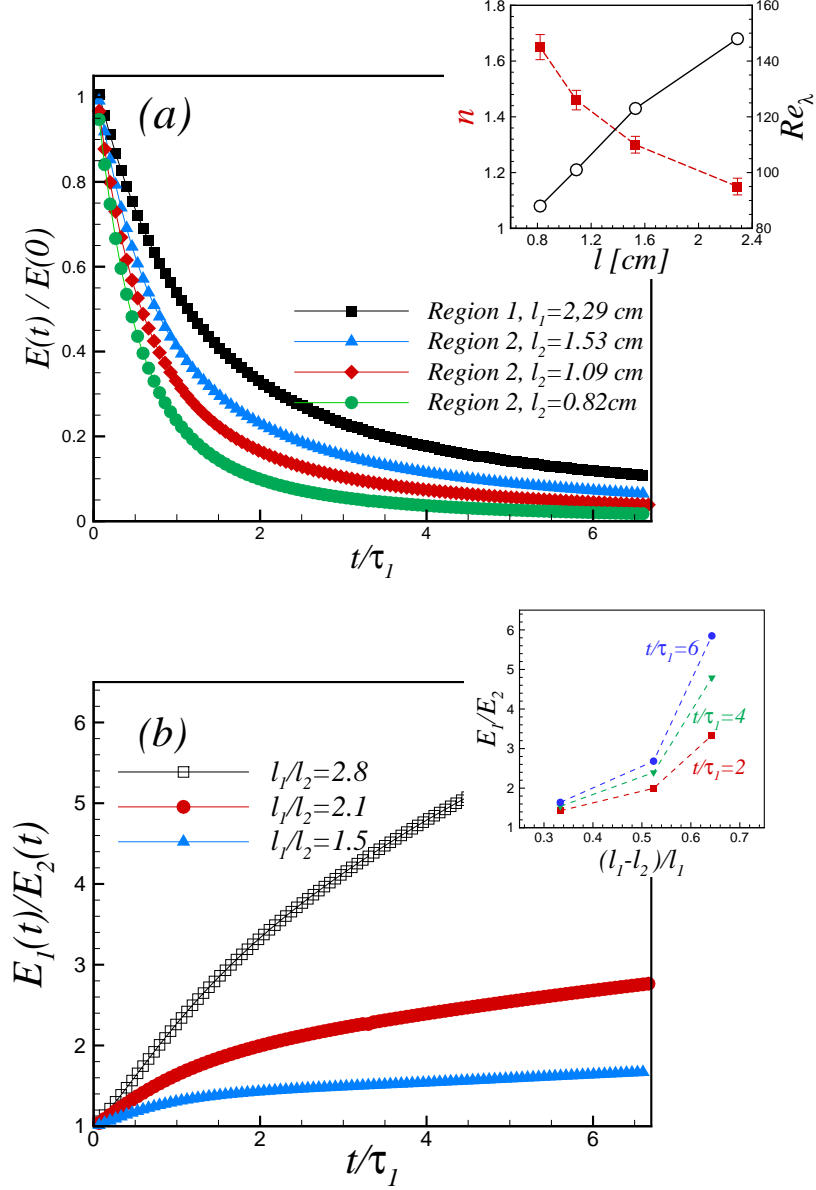 (a)
E(t) / E(0)
1
0.8
0.6
0.4
0.2
0
0 2 4 6
t/τ1
Region 1, l1=2,29 cm
Region 2, l2=1.53 cm
Region 2, l2=1.09 cm
Region 2, l2=0.82cm
n
1.8
1.6
1.4
1.2
1
0.8 1.2 1.6 2 2.4
l [cm]
160
140
120
100
80
Reλ
(b)
E1(t)/E2(t)
6
5
4
3
2
1
0 2 4 6
t/τ1
l1/l2=2.8
l1/l2=2.1
l1/l2=1.5
E1/E2
6
5
4
3
2
1
0.3 0.4 0.5 0.6 0.7
(l1-l2)/l1
t/τ1=6
t/τ1=4
t/τ1=2